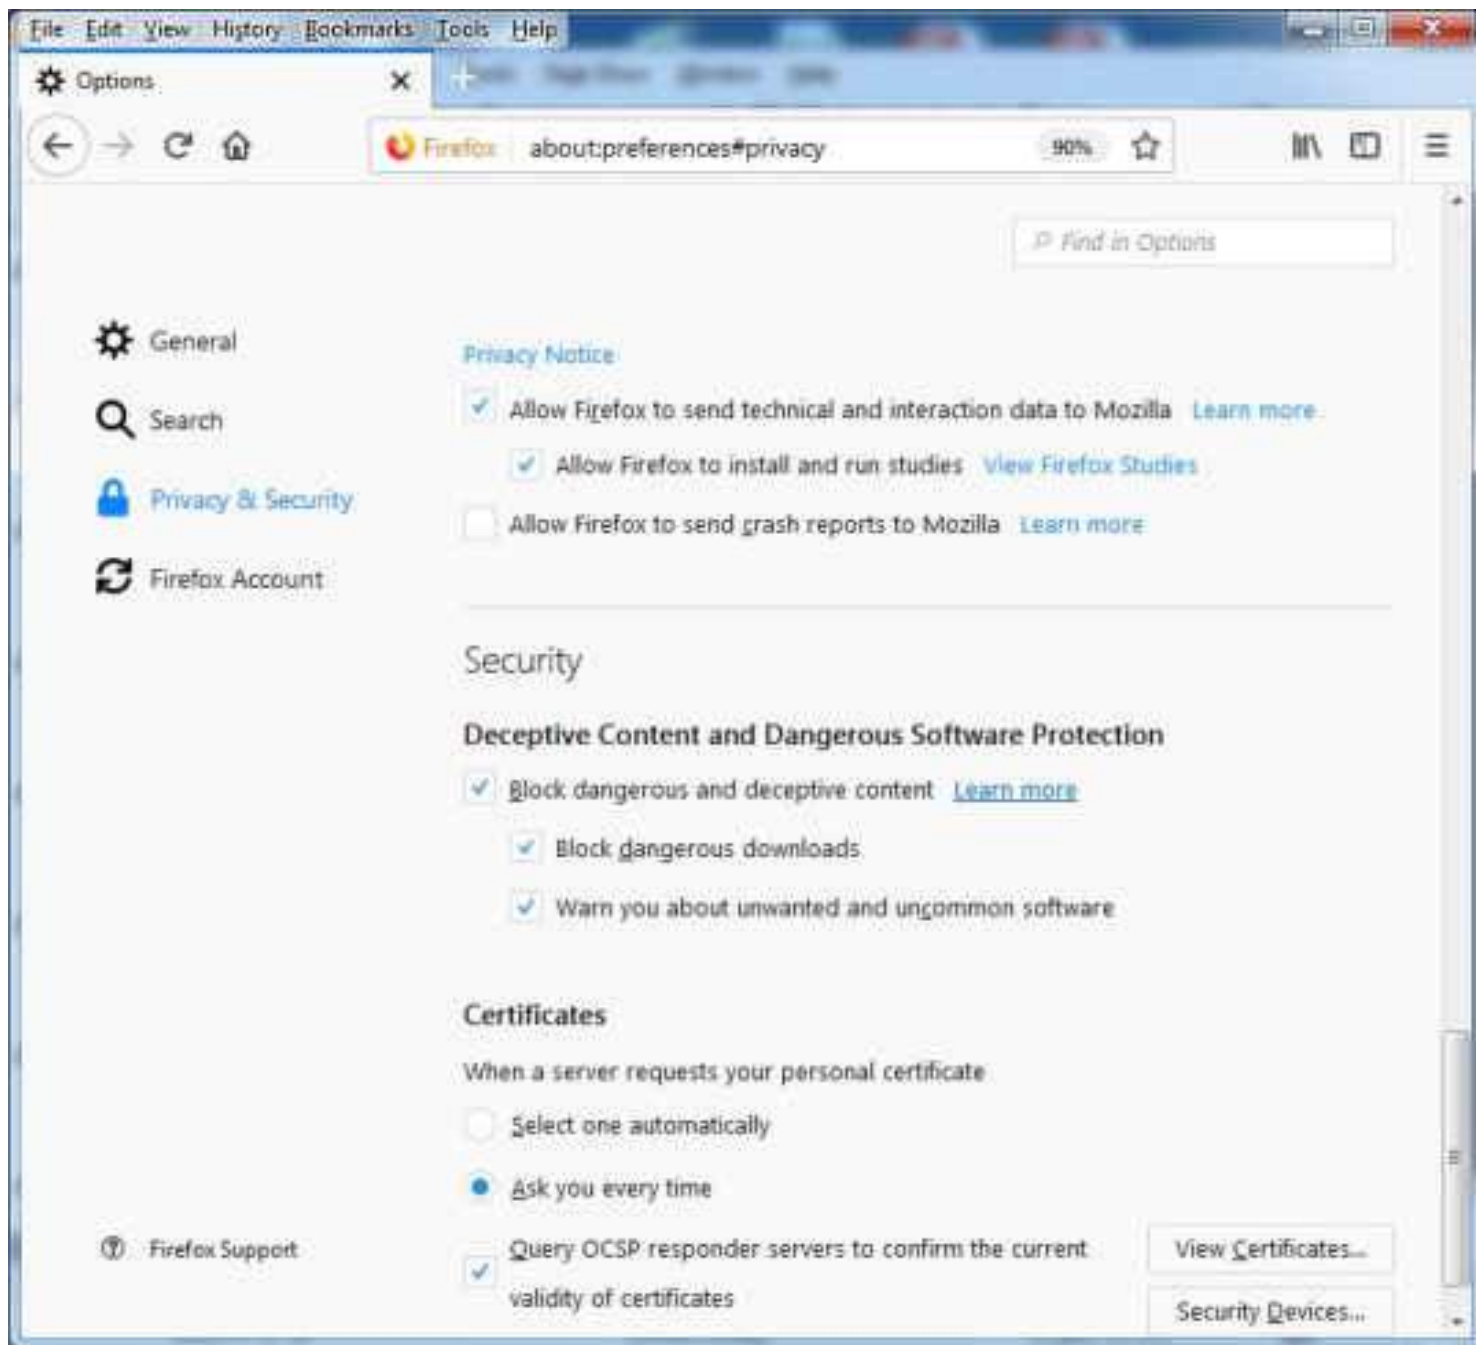 File Edit View History Bookmarks Tools Help
Options
Firefox about:preferences#privacy 90%
Find in Options
General
Search
Privacy & Security
Firefox Account
Privacy Notice
Allow Firefox to send technical and interaction data to Mozilla Learn more
Allow Firefox to install and run studies View Firefox Studies
Allow Firefox to send crash reports to Mozilla Learn more
Security
Deceptive Content and Dangerous Software Protection
Block dangerous and deceptive content Learn more
Block dangerous downloads
Warn you about unwanted and uncommon software
Certificates
When a server requests your personal certificate
Select one automatically
Ask you every time
Query OCSP responder servers to confirm the current
validity of certificates
View Certificates...
Security Devices...
Firefox Support